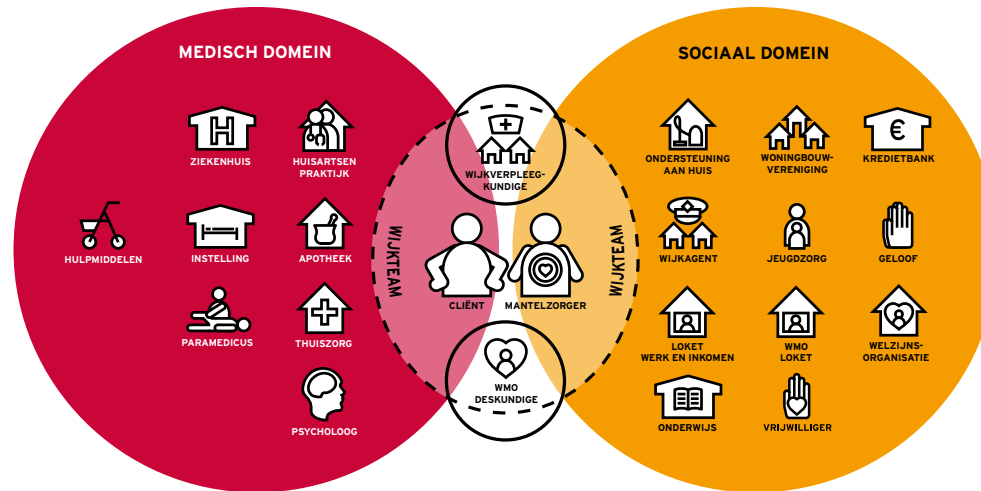 MEDISCH DOMEIN
ZIEKENHUIS
HUISARTSEN
PRAKTIJK
HULPMIDDELEN
INSTELLING
APOTHEEK
PARAMEDICUS
THUISZORG
PSYCHOLOOG
WIJKTEAM
WIJKVERPLEEG-
KUNDIGE
CLIËNT
MANTELZORGER
WMO
DESKUNDIGE
WIJKTEAM
SOCIAAL DOMEIN
ONDERSTEUNING
AAN HUIS
WONINGBOUW-
VERENIGING
€
KREDIETBANK
WIJKAGENT
JEUGDZORG
GELOOF
LOKET
WERK EN INKOMEN
WMO
LOKET
WELZIJNS-
ORGANISATIE
ONDERWIJS
VRIJWILLIGER